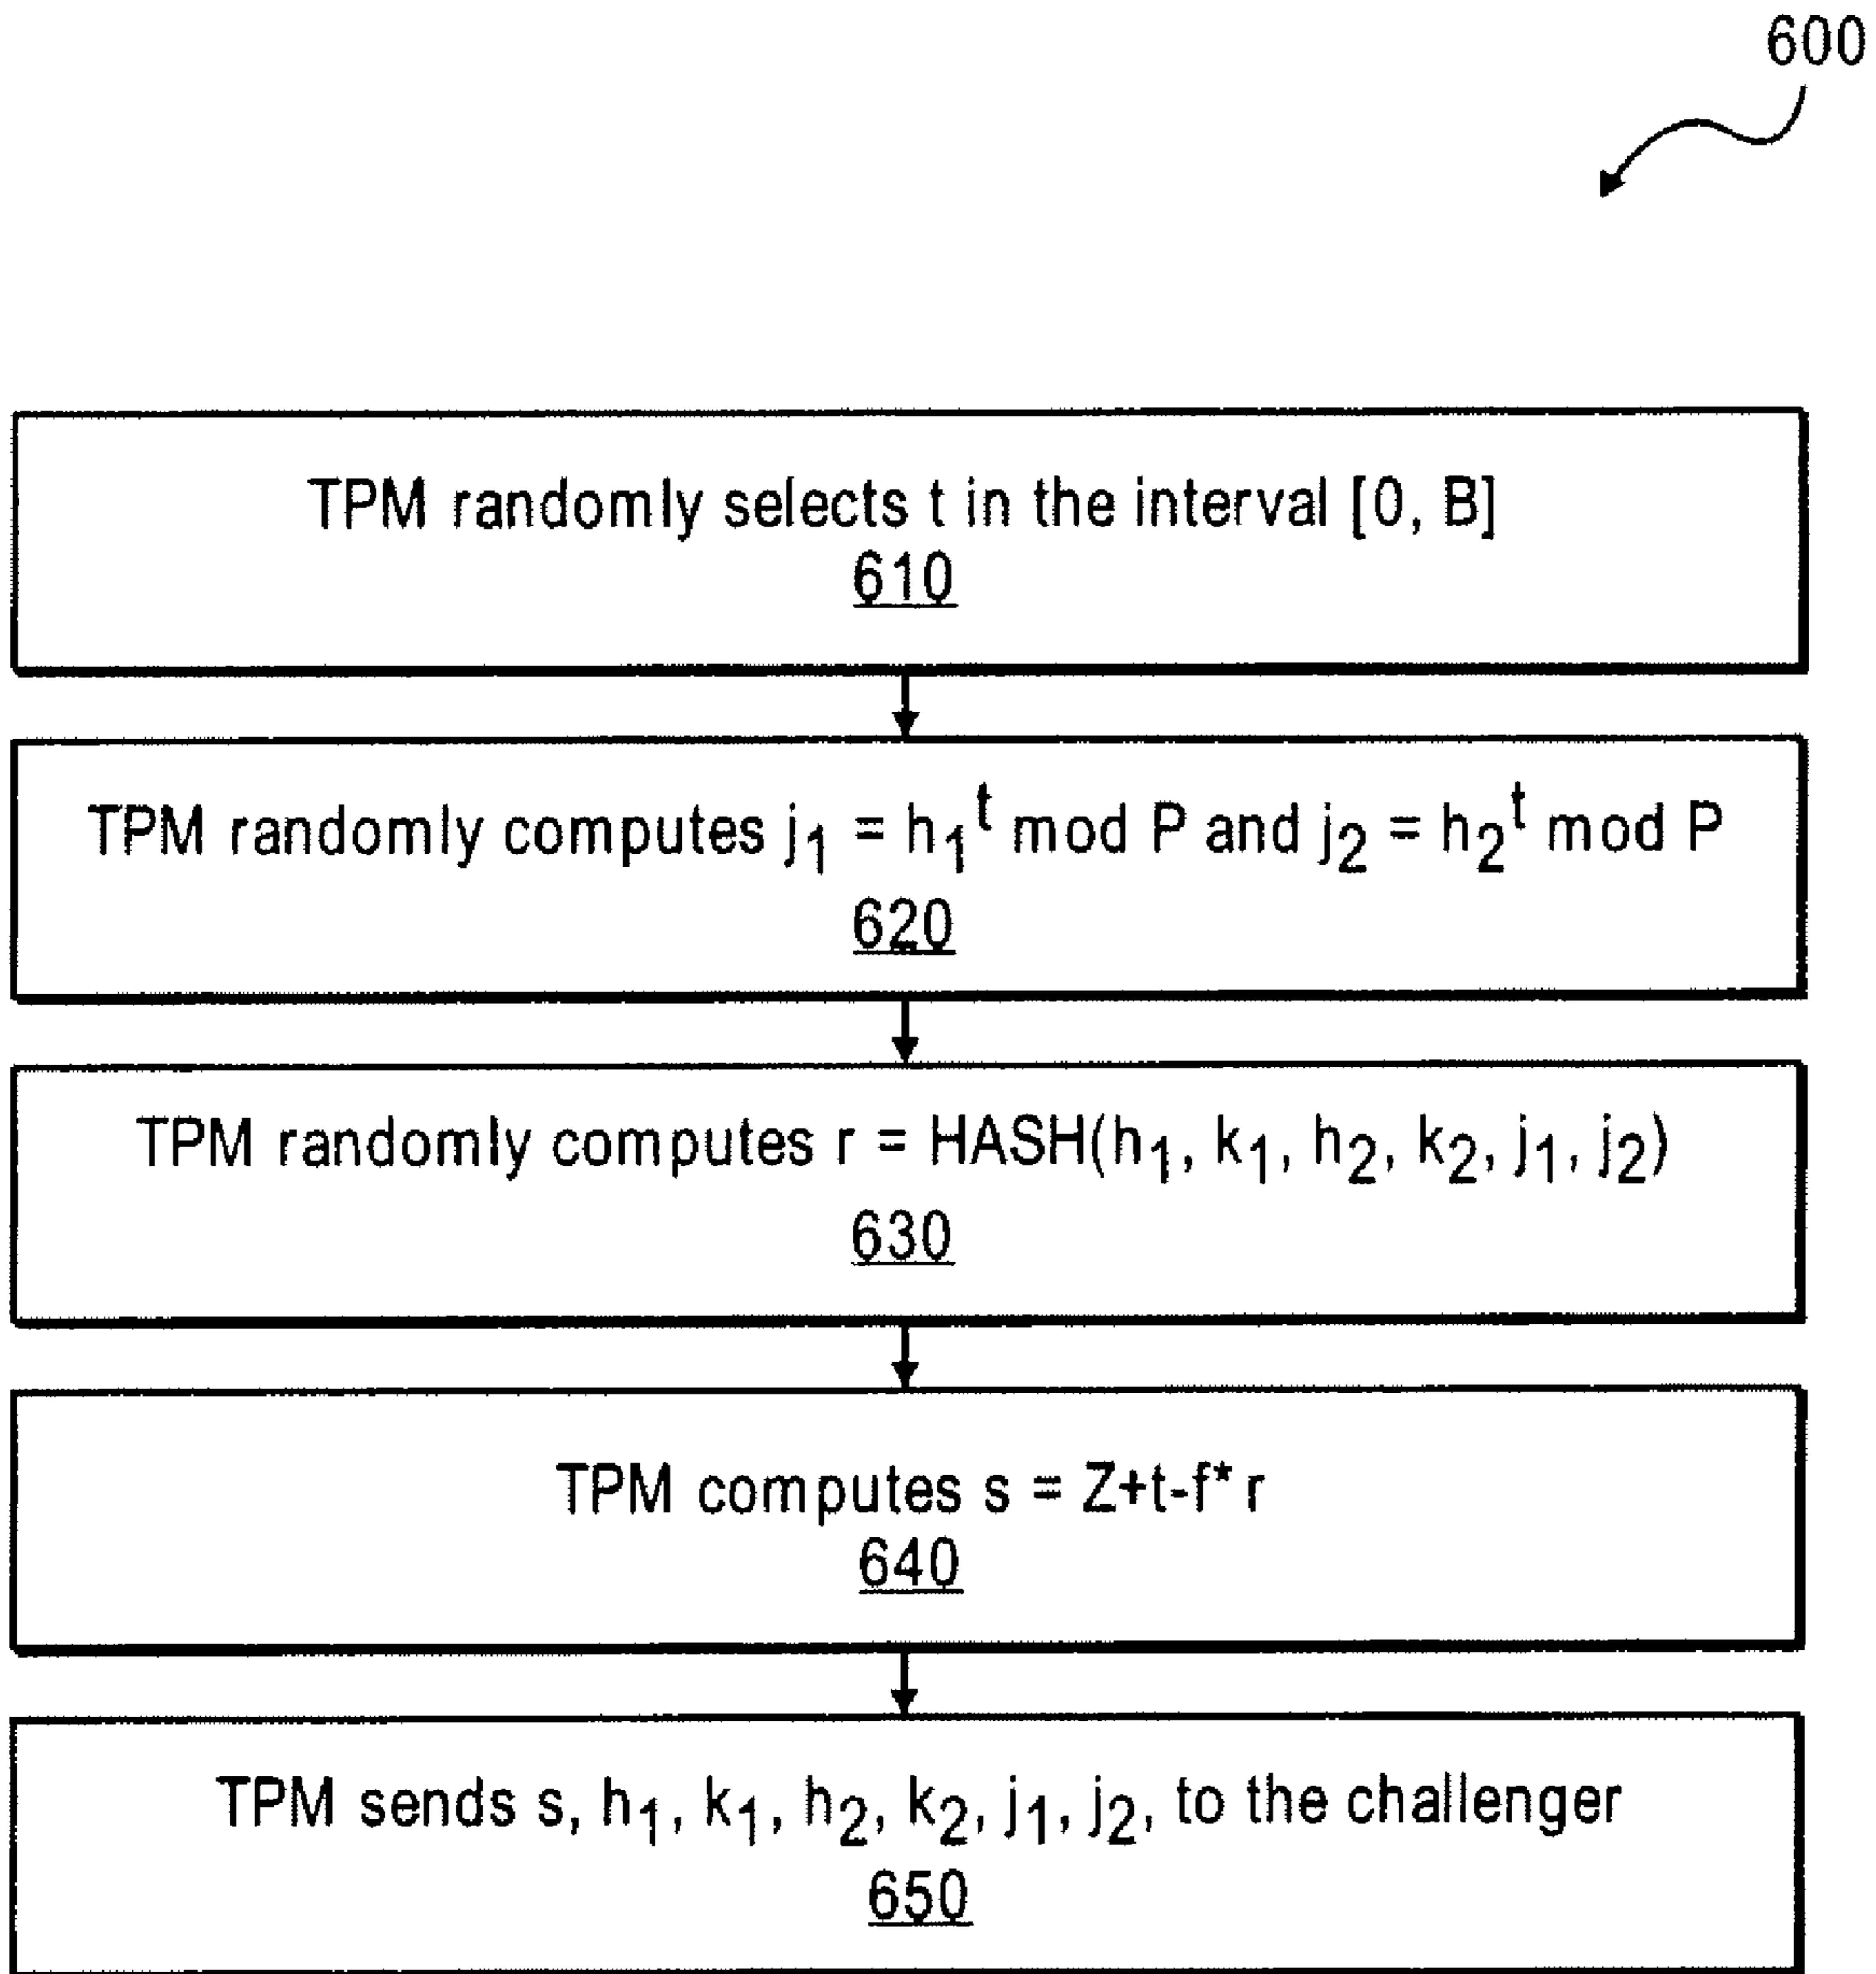 600
TPM randomly selects t in the interval [0, B]
610
TPM randomly computes j₁ = h₁ᵗ mod P and j₂ = h₂ᵗ mod P
620
TPM randomly computes r = HASH(h₁, k₁, h₂, k₂, j₁, j₂)
630
TPM computes s = Z+t-f* r
640
TPM sends s, h₁, k₁, h₂, k₂, j₁, j₂, to the challenger
650